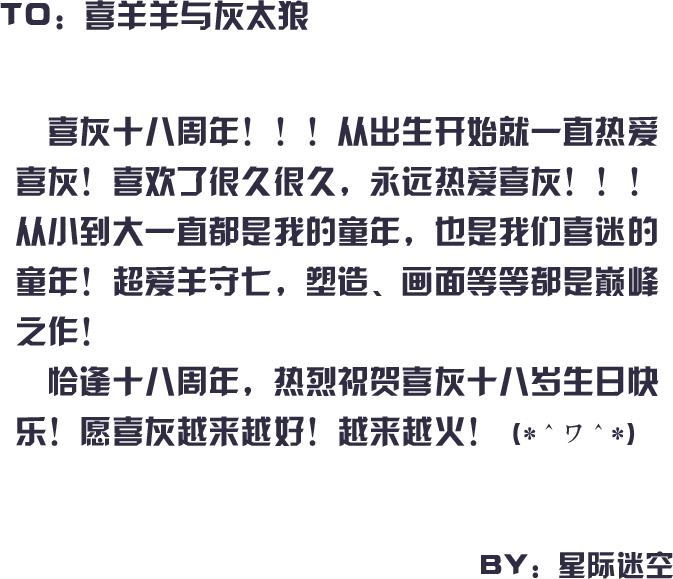 TO：喜羊羊与灰太狼
喜灰十八周年！！！从出生开始就一直热爱
喜灰！喜欢了很久很久，永远热爱喜灰！！！
从小到大一直都是我的童年，也是我们喜迷的
童年！超爱羊守七，塑造、画面等等都是巅峰
之作！
恰逢十八周年，热烈祝贺喜灰十八岁生日快
乐！愿喜灰越来越好！越来越火！（*＾ワ＾*）
BY：星际迷空